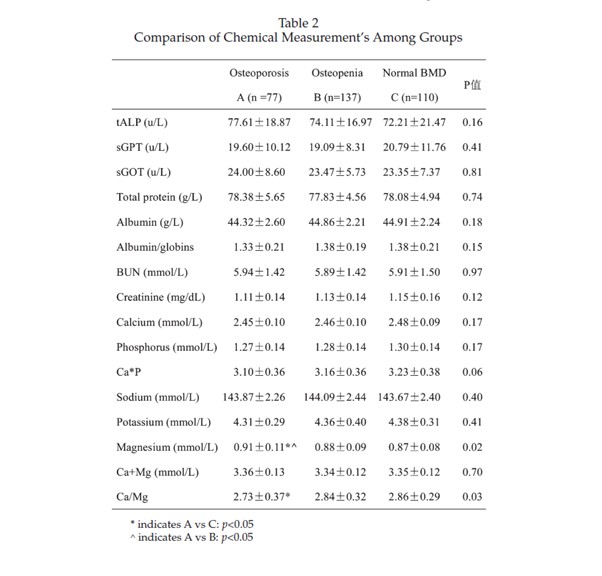 Table 2
Comparison of Chemical Measurement's Among Groups
Osteoporosis Osteopenia Normal BMD P值
A (n =77) B (n=137) C (n=110)
tALP (u/L) 77.61±18.87 74.11±16.97 72.21±21.47 0.16
sGPT (u/L) 19.60±10.12 19.09±8.31 20.79±11.76 0.41
sGOT (u/L) 24.00±8.60 23.47±5.73 23.35±7.37 0.81
Total protein (g/L) 78.38±5.65 77.83±4.56 78.08±4.94 0.74
Albumin (g/L) 44.32±2.60 44.86±2.21 44.91±2.24 0.18
Albumin/globins 1.33±0.21 1.38±0.19 1.38±0.21 0.15
BUN (mmol/L) 5.94±1.42 5.89±1.42 5.91±1.50 0.97
Creatinine (mg/dL) 1.11±0.14 1.13±0.14 1.15±0.16 0.12
Calcium (mmol/L) 2.45±0.10 2.46±0.10 2.48±0.09 0.17
Phosphorus (mmol/L) 1.27±0.14 1.28±0.14 1.30±0.14 0.17
Ca*P 3.10±0.36 3.16±0.36 3.23±0.38 0.06
Sodium (mmol/L) 143.87±2.26 144.09±2.44 143.67±2.40 0.40
Potassium (mmol/L) 4.31±0.29 4.36±0.40 4.38±0.31 0.41
Magnesium (mmol/L) 0.91±0.11*^ 0.88±0.09 0.87±0.08 0.02
Ca+Mg (mmol/L) 3.36±0.13 3.34±0.12 3.35±0.12 0.70
Ca/Mg 2.73±0.37* 2.84±0.32 2.86±0.29 0.03
* indicates A vs C: p<0.05
^ indicates A vs B: p<0.05